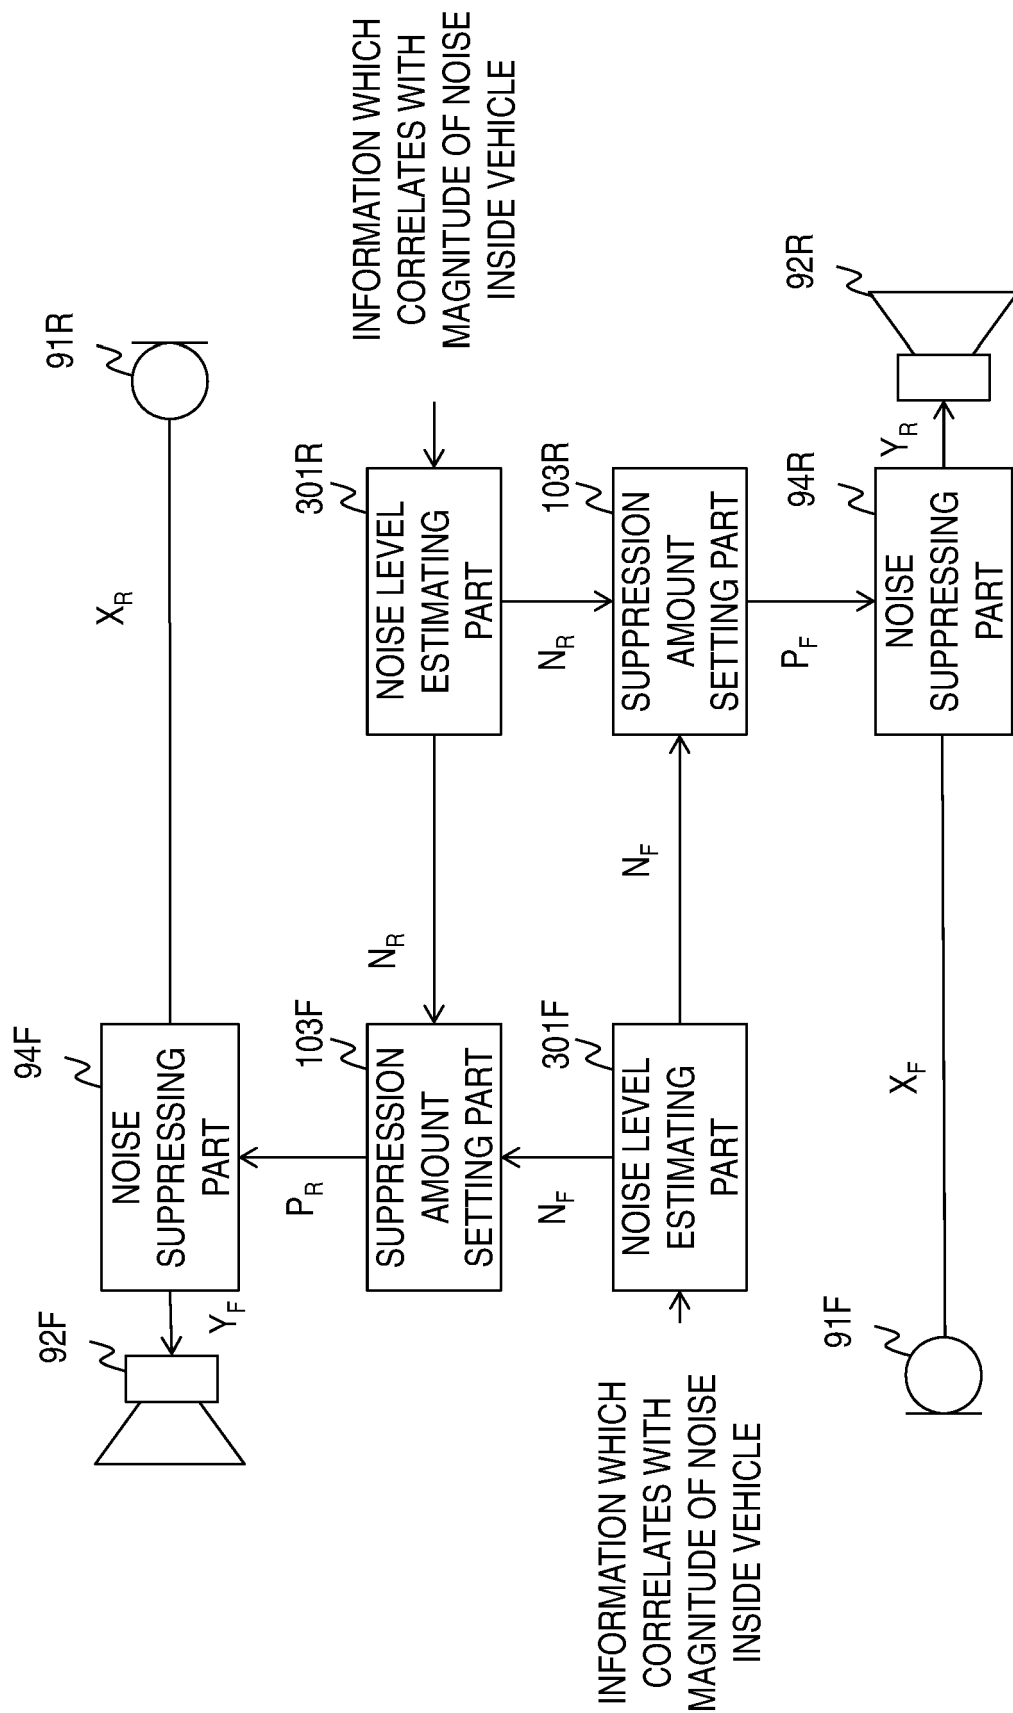 92F
94F
91R
NOISE
SUPPRESSING
PART
X_R
Y_F
P_R
103F
301R
INFORMATION WHICH
CORRELATES WITH
MAGNITUDE OF NOISE
INSIDE VEHICLE
SUPPRESSION
AMOUNT
SETTING PART
N_R
NOISE LEVEL
ESTIMATING
PART
N_F
N_R
301F
103R
INFORMATION WHICH
CORRELATES WITH
MAGNITUDE OF NOISE
INSIDE VEHICLE
NOISE LEVEL
ESTIMATING
PART
N_F
SUPPRESSION
AMOUNT
SETTING PART
P_F
91F
94R
92R
X_F
NOISE
SUPPRESSING
PART
Y_R